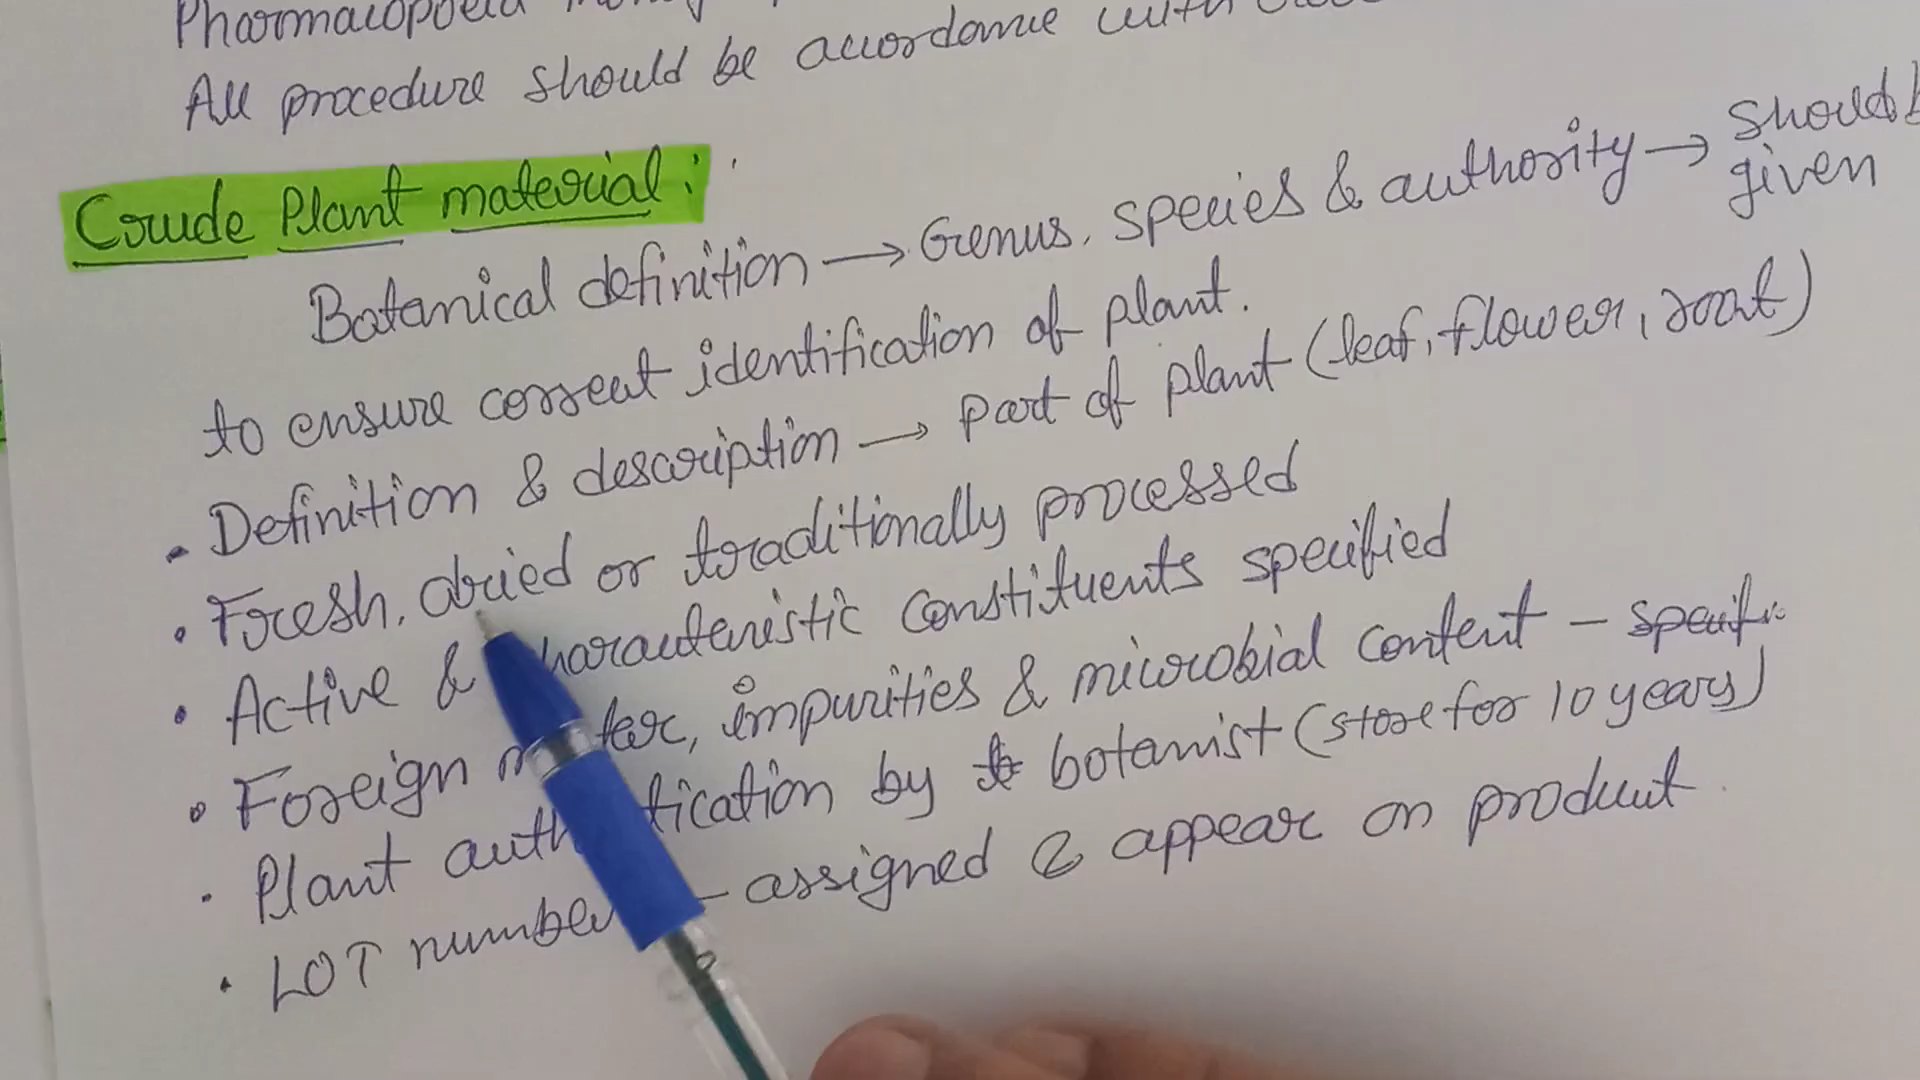 Pharmacopoeia
All procedure should be accordance with
Crude Plant material :
Botanical definition → Genus, species & authority → should be given
to ensure correct identification of plant.
• Definition & description → part of plant (leaf, flower, root)
• Fresh, dried or traditionally processed
• Active & characteristic constituents specified
• Foreign matter, impurities & microbial content - specific
• Plant authentication by botanist (store for 10 years)
• LOT number - assigned & appear on product